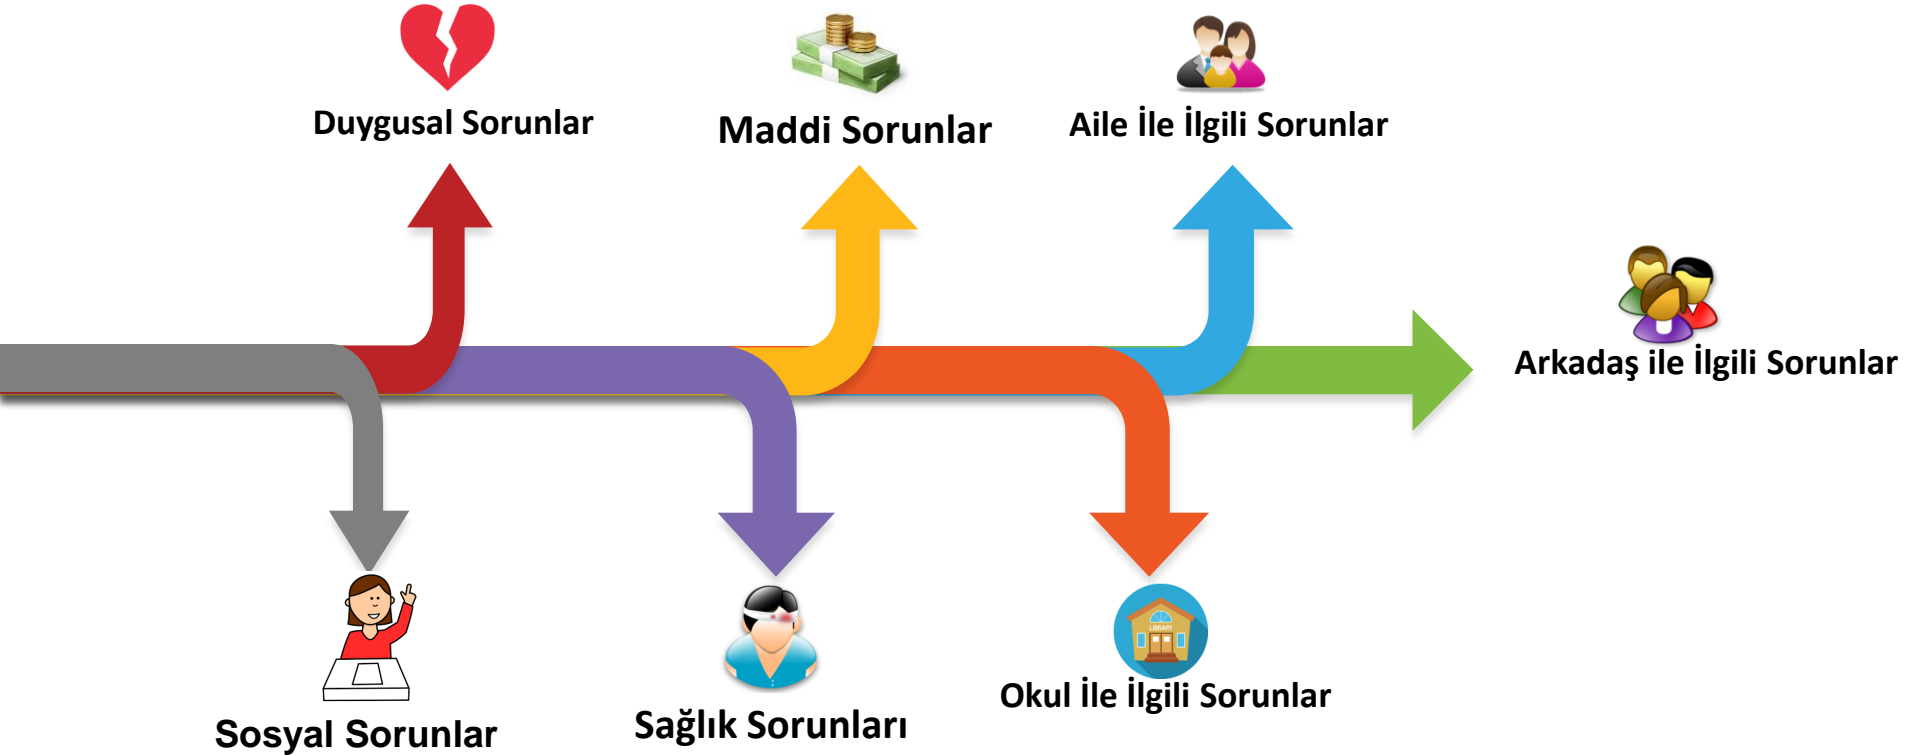 Duygusal Sorunlar
Maddi Sorunlar
Aile İle İlgili Sorunlar
Arkadaş ile İlgili Sorunlar
LIBRARY
Okul İle İlgili Sorunlar
Sağlık Sorunları
Sosyal Sorunlar